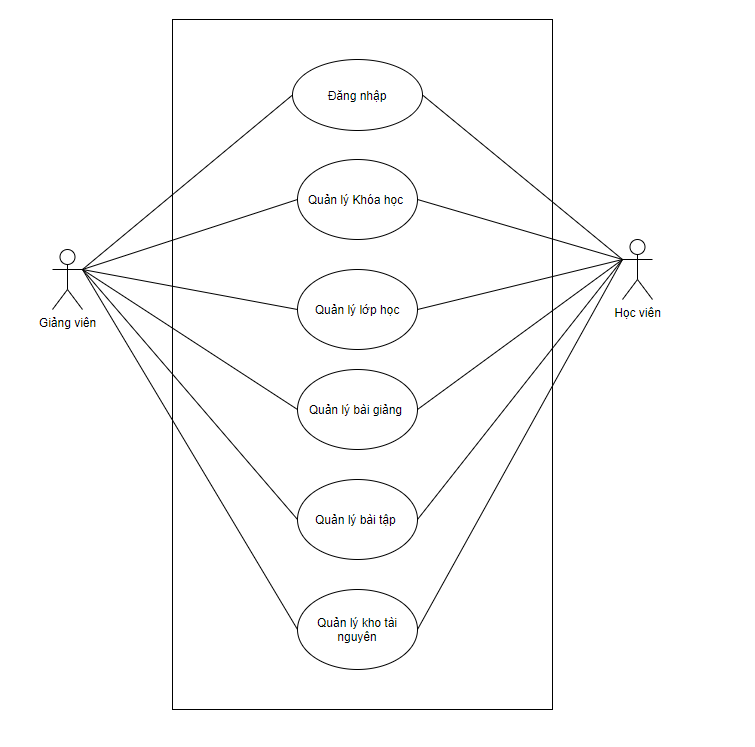 Đăng nhập
Quản lý Khóa học
Quản lý lớp học
Giảng viên
Học viên
Quản lý bài giảng
Quản lý bài tập
Quản lý kho tài
nguyên